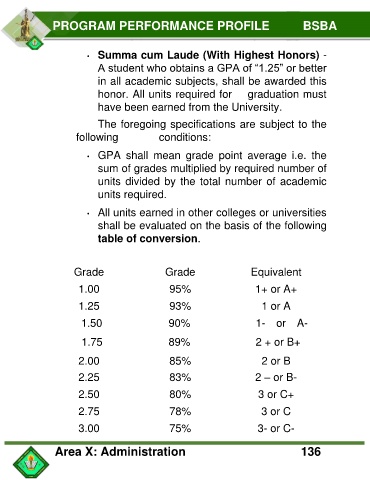 PROGRAM PERFORMANCE PROFILE BSBA
· Summa cum Laude (With Highest Honors) -
A student who obtains a GPA of “1.25” or better
in all academic subjects, shall be awarded this
honor. All units required for graduation must
have been earned from the University.
The foregoing specifications are subject to the
following conditions:
· GPA shall mean grade point average i.e. the
sum of grades multiplied by required number of
units divided by the total number of academic
units required.
· All units earned in other colleges or universities
shall be evaluated on the basis of the following
table of conversion.
Grade Grade Equivalent
1.00 95% 1+ or A+
1.25 93% 1 or A
1.50 90% 1- or A-
1.75 89% 2 + or B+
2.00 85% 2 or B
2.25 83% 2 – or B-
2.50 80% 3 or C+
2.75 78% 3 or C
3.00 75% 3- or C-
Area X: Administration 136